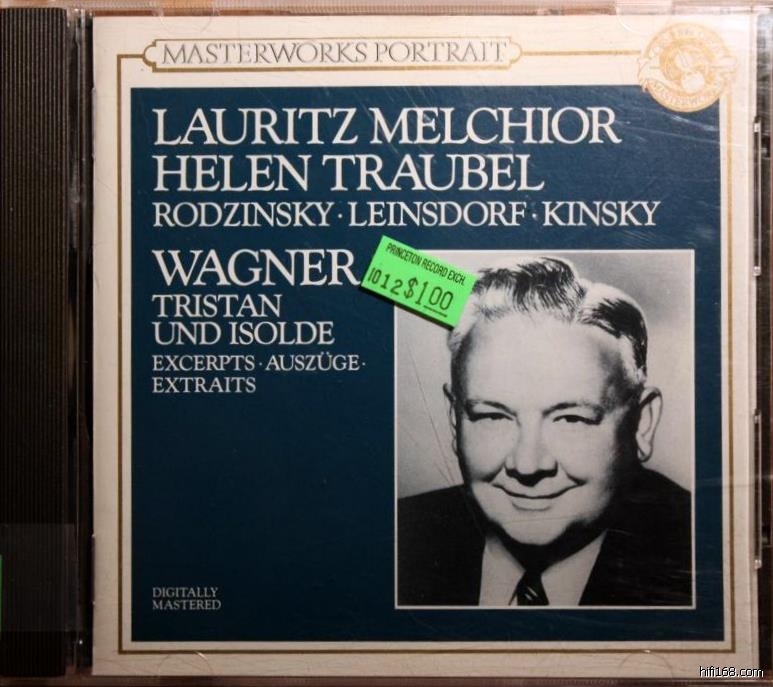 MASTERWORKS PORTRAIT
LAURITZ MELCHIOR
HELEN TRAUBEL
RODZINSKY · LEINSDORF · KINSKY
WAGNER
PRINCETON RECORD EXCH.
1012 $1.00
TRISTAN
UND ISOLDE
EXCERPTS · AUSZÜGE ·
EXTRAITS
DIGITALLY
MASTERED
hifi168.com